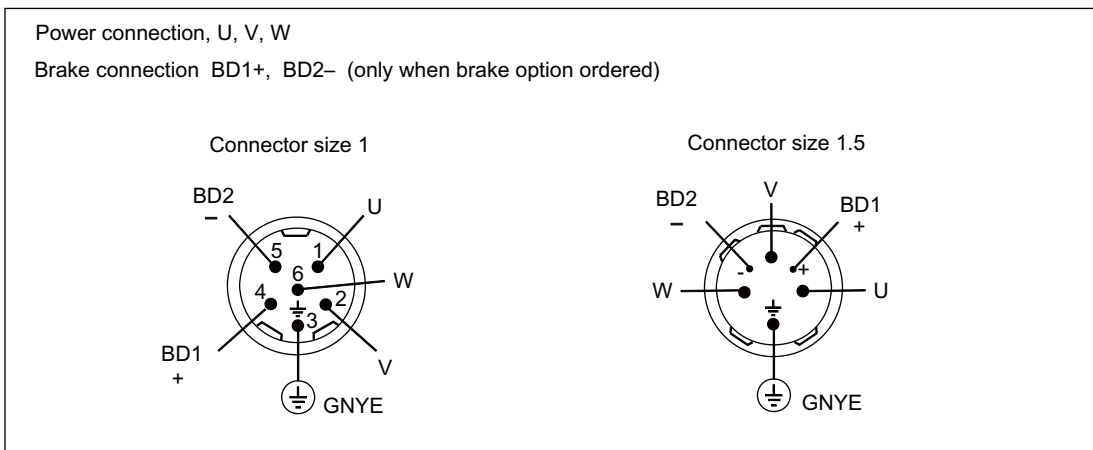 Power connection, U, V, W
Brake connection BD1+, BD2– (only when brake option ordered)
Connector size 1
BD2
–
U
5
1
6
W
4
2
3
BD1
+
V
GNYE
Connector size 1.5
V
BD2
–
BD1
+
-
+
W
U
GNYE